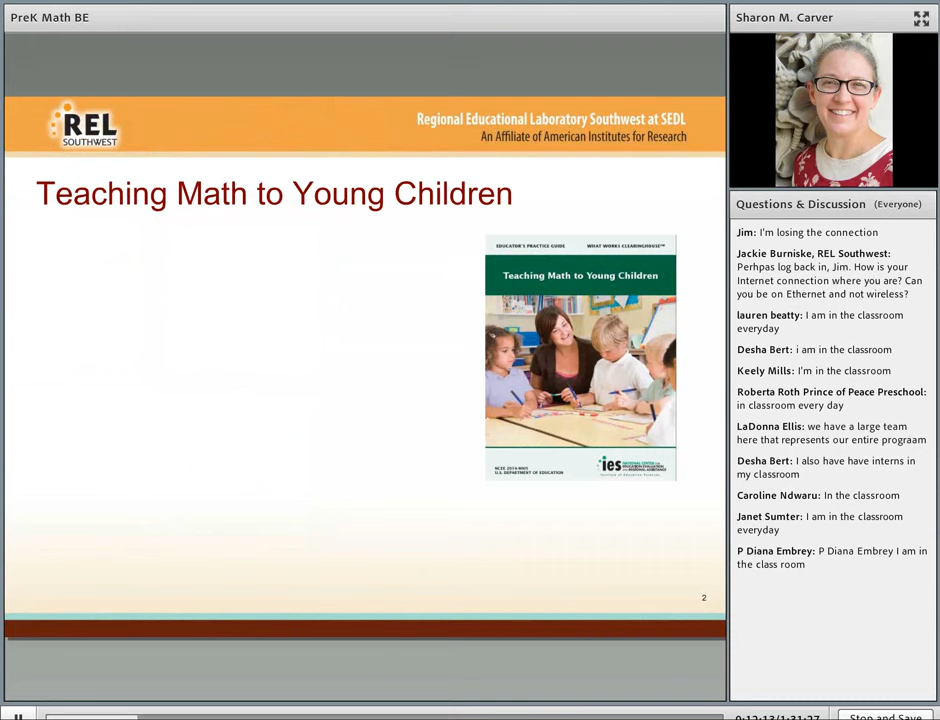 PreK Math BE
Sharon M. Carver
REL
SOUTHWEST
Regional Educational Laboratory Southwest at SEDL
An Affiliate of American Institutes for Research
Teaching Math to Young Children
EDUCATOR'S PRACTICE GUIDE WHAT WORKS CLEARINGHOUSE™
Teaching Math to Young Children
NCEE 2014-4005
U.S. DEPARTMENT OF EDUCATION
ies
2
Questions & Discussion (Everyone)
Jim: I'm losing the connection
Jackie Burniske, REL Southwest:
Perhpas log back in, Jim. How is your
Internet connection where you are? Can
you be on Ethernet and not wireless?
lauren beatty: I am in the classroom
everyday
Desha Bert: i am in the classroom
Keely Mills: I'm in the classroom
Roberta Roth Prince of Peace Preschool:
in classroom every day
LaDonna Ellis: we have a large team
here that represents our entire prograam
Desha Bert: I also have have interns in
my classroom
Caroline Ndwaru: In the classroom
Janet Sumter: I am in the classroom
everyday
P Diana Embrey: P Diana Embrey I am in
the class room
0:12:13/1:31:27
Stop and Save